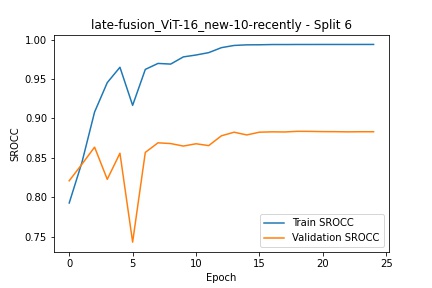 late-fusion_ViT-16_new-10-recently - Split 6
1.00
0.95
0.90
0.85
0.80
0.75
SROCC
Train SROCC
Validation SROCC
0 5 10 15 20 25
Epoch